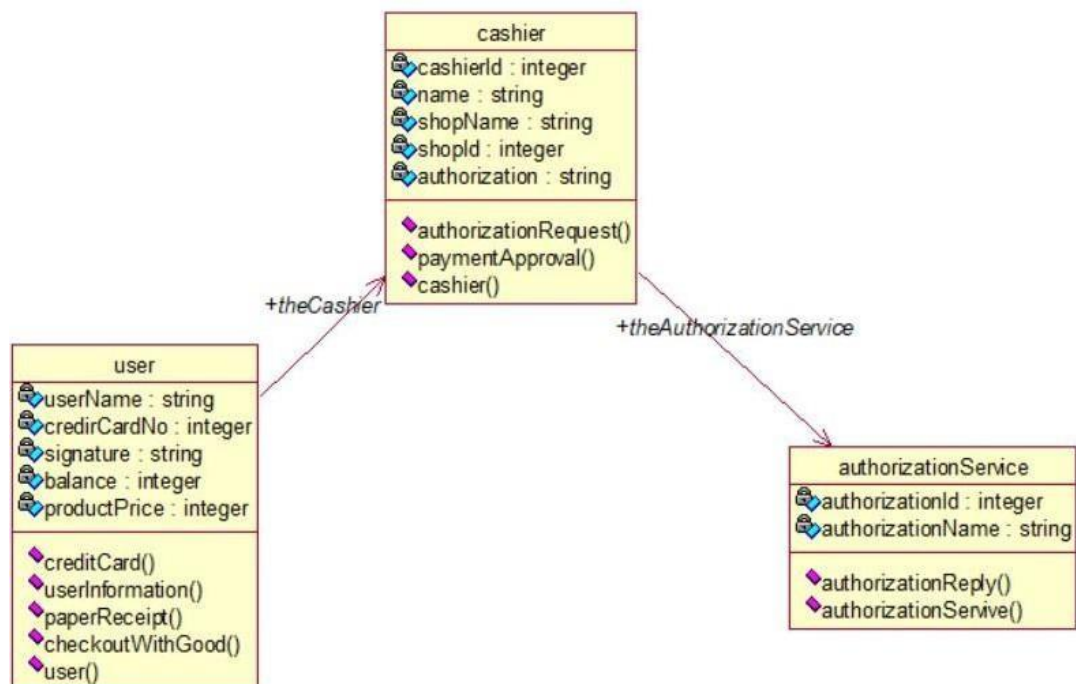 cashier
cashierId : integer
name : string
shopName : string
shopId : integer
authorization : string
authorizationRequest()
paymentApproval()
cashier()
+theCashier
+theAuthorizationService
user
userName : string
credirCardNo : integer
signature : string
balance : integer
productPrice : integer
creditCard()
userInformation()
paperReceipt()
checkoutWithGood()
user()
authorizationService
authorizationId : integer
authorizationName : string
authorizationReply()
authorizationServive()